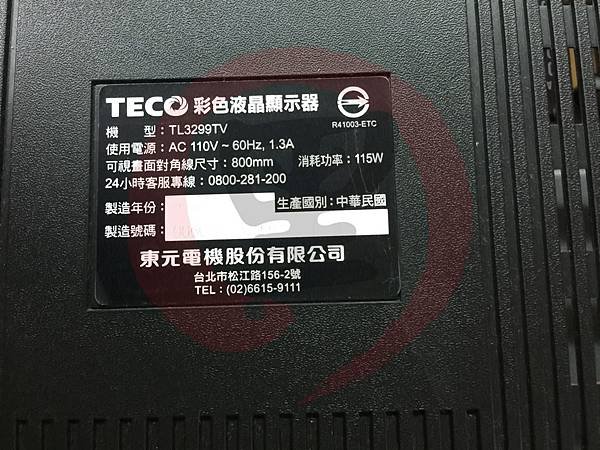 TECO 彩色液晶顯示器
R41003-ETC
機 型：TL3299TV
使用電源：AC 110V ~ 60Hz, 1.3A
可視畫面對角線尺寸：800mm 消耗功率：115W
24小時客服專線：0800-281-200
製造年份： 生產國別：中華民國
製造號碼：
東元電機股份有限公司
台北市松江路156-2號
TEL：(02)6615-9111